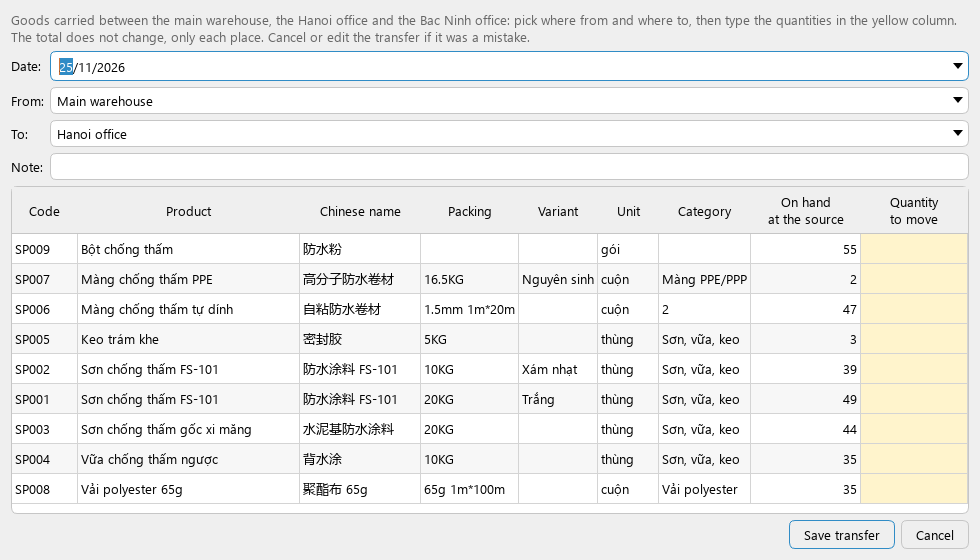 Goods carried between the main warehouse, the Hanoi office and the Bac Ninh office: pick where from and where to, then type the quantities in the yellow column.
The total does not change, only each place. Cancel or edit the transfer if it was a mistake.
Date: 25/11/2026
From: Main warehouse
To: Hanoi office
Note:
Code Product Chinese name Packing Variant Unit Category On hand at the source Quantity to move
SP009 Bột chống thấm 防水粉 gói 55
SP007 Màng chống thấm PPE 高分子防水卷材 16.5KG Nguyên sinh cuộn Màng PPE/PPP 2
SP006 Màng chống thấm tự dính 自粘防水卷材 1.5mm 1m*20m cuộn 2 47
SP005 Keo trám khe 密封胶 5KG thùng Sơn, vữa, keo 3
SP002 Sơn chống thấm FS-101 防水涂料 FS-101 10KG Xám nhạt thùng Sơn, vữa, keo 39
SP001 Sơn chống thấm FS-101 防水涂料 FS-101 20KG Trắng thùng Sơn, vữa, keo 49
SP003 Sơn chống thấm gốc xi măng 水泥基防水涂料 20KG thùng Sơn, vữa, keo 44
SP004 Vữa chống thấm ngược 背水涂 10KG thùng Sơn, vữa, keo 35
SP008 Vải polyester 65g 聚酯布 65g 65g 1m*100m cuộn Vải polyester 35
Save transfer Cancel